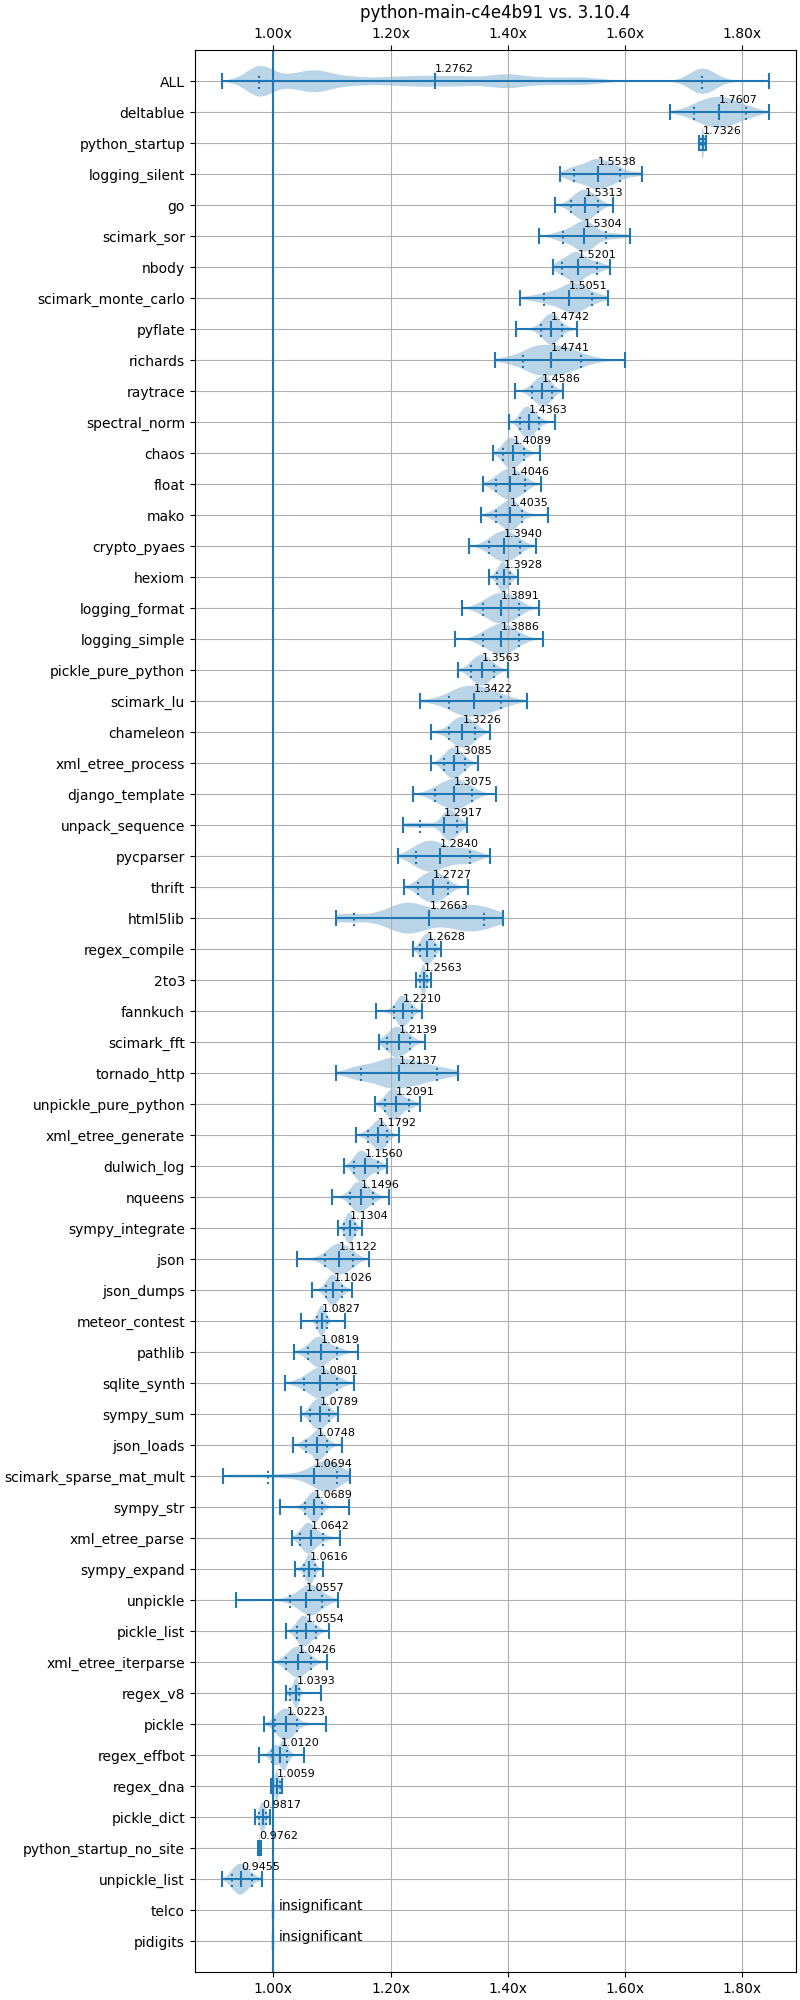 python-main-c4e4b91 vs. 3.10.4
1.00x 1.20x 1.40x 1.60x 1.80x
ALL 1.2762
deltablue 1.7607
python_startup 1.7326
logging_silent 1.5538
go 1.5313
scimark_sor 1.5304
nbody 1.5201
scimark_monte_carlo 1.5051
pyflate 1.4742
richards 1.4741
raytrace 1.4586
spectral_norm 1.4363
chaos 1.4089
float 1.4046
mako 1.4035
crypto_pyaes 1.3940
hexiom 1.3928
logging_format 1.3891
logging_simple 1.3886
pickle_pure_python 1.3563
scimark_lu 1.3422
chameleon 1.3226
xml_etree_process 1.3085
django_template 1.3075
unpack_sequence 1.2917
pycparser 1.2840
thrift 1.2727
html5lib 1.2663
regex_compile 1.2628
2to3 1.2563
fannkuch 1.2210
scimark_fft 1.2139
tornado_http 1.2137
unpickle_pure_python 1.2091
xml_etree_generate 1.1792
dulwich_log 1.1560
nqueens 1.1496
sympy_integrate 1.1304
json 1.1122
json_dumps 1.1026
meteor_contest 1.0827
pathlib 1.0819
sqlite_synth 1.0801
sympy_sum 1.0789
json_loads 1.0748
scimark_sparse_mat_mult 1.0694
sympy_str 1.0689
xml_etree_parse 1.0642
sympy_expand 1.0616
unpickle 1.0557
pickle_list 1.0554
xml_etree_iterparse 1.0426
regex_v8 1.0393
pickle 1.0223
regex_effbot 1.0120
regex_dna 1.0059
pickle_dict 0.9817
python_startup_no_site 0.9762
unpickle_list 0.9455
telco insignificant
pidigits insignificant
1.00x 1.20x 1.40x 1.60x 1.80x